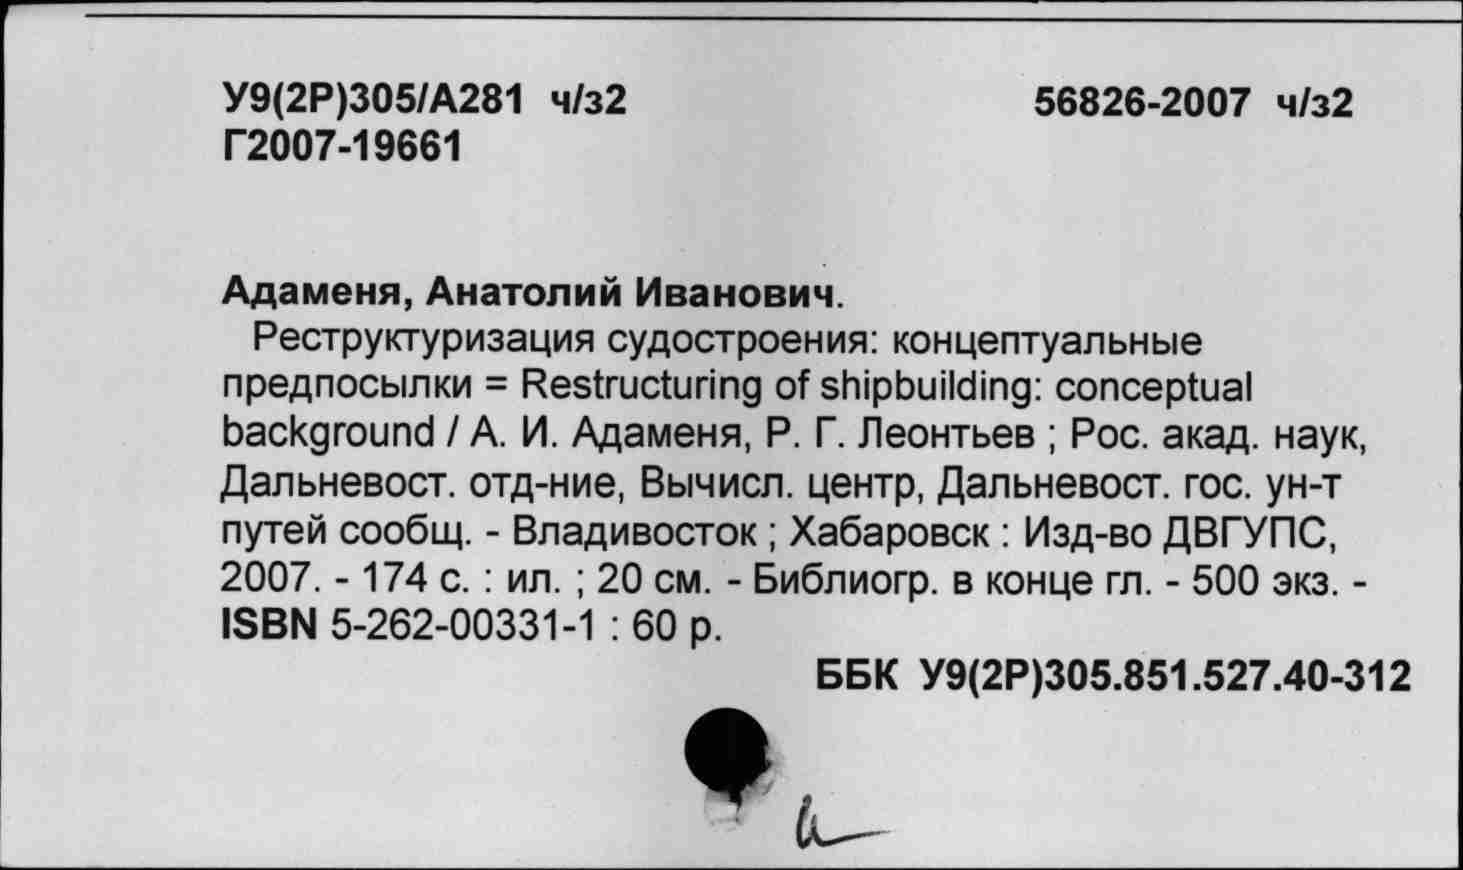 У9(2Р)305/А281 ч/з2 56826-2007 ч/з2
Г2007-19661
Адаменя, Анатолий Иванович.
Реструктуризация судостроения: концептуальные
предпосылки = Restructuring of shipbuilding: conceptual
background / А. И. Адаменя, Р. Г. Леонтьев ; Рос. акад. наук,
Дальневост. отд-ние, Вычисл. центр, Дальневост. гос. ун-т
путей сообщ. - Владивосток ; Хабаровск : Изд-во ДВГУПС,
2007. - 174 с. : ил. ; 20 см. - Библиогр. в конце гл. - 500 экз. -
ISBN 5-262-00331-1 : 60 р.
ББК У9(2Р)305.851.527.40-312